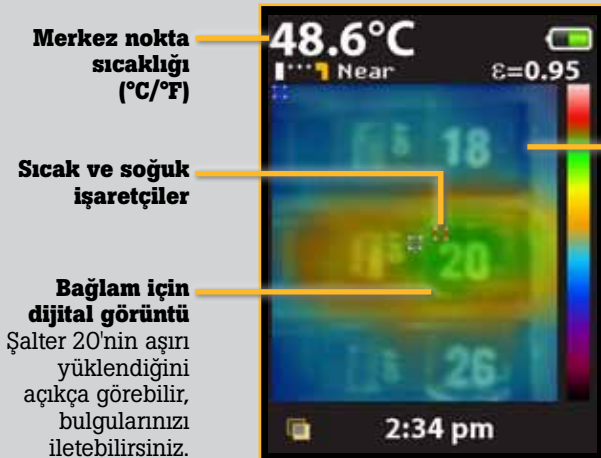 Merkez nokta
sıcaklığı
(°C/°F)
Sıcak ve soğuk
işaretçiler
Bağlam için
dijital görüntü
Şalter 20'nin aşırı
yüklendiğini
açıkça görebilir,
bulgularınızı
iletebilirsiniz.
48.6°C
Near ε=0.95
18
20
26
2:34 pm